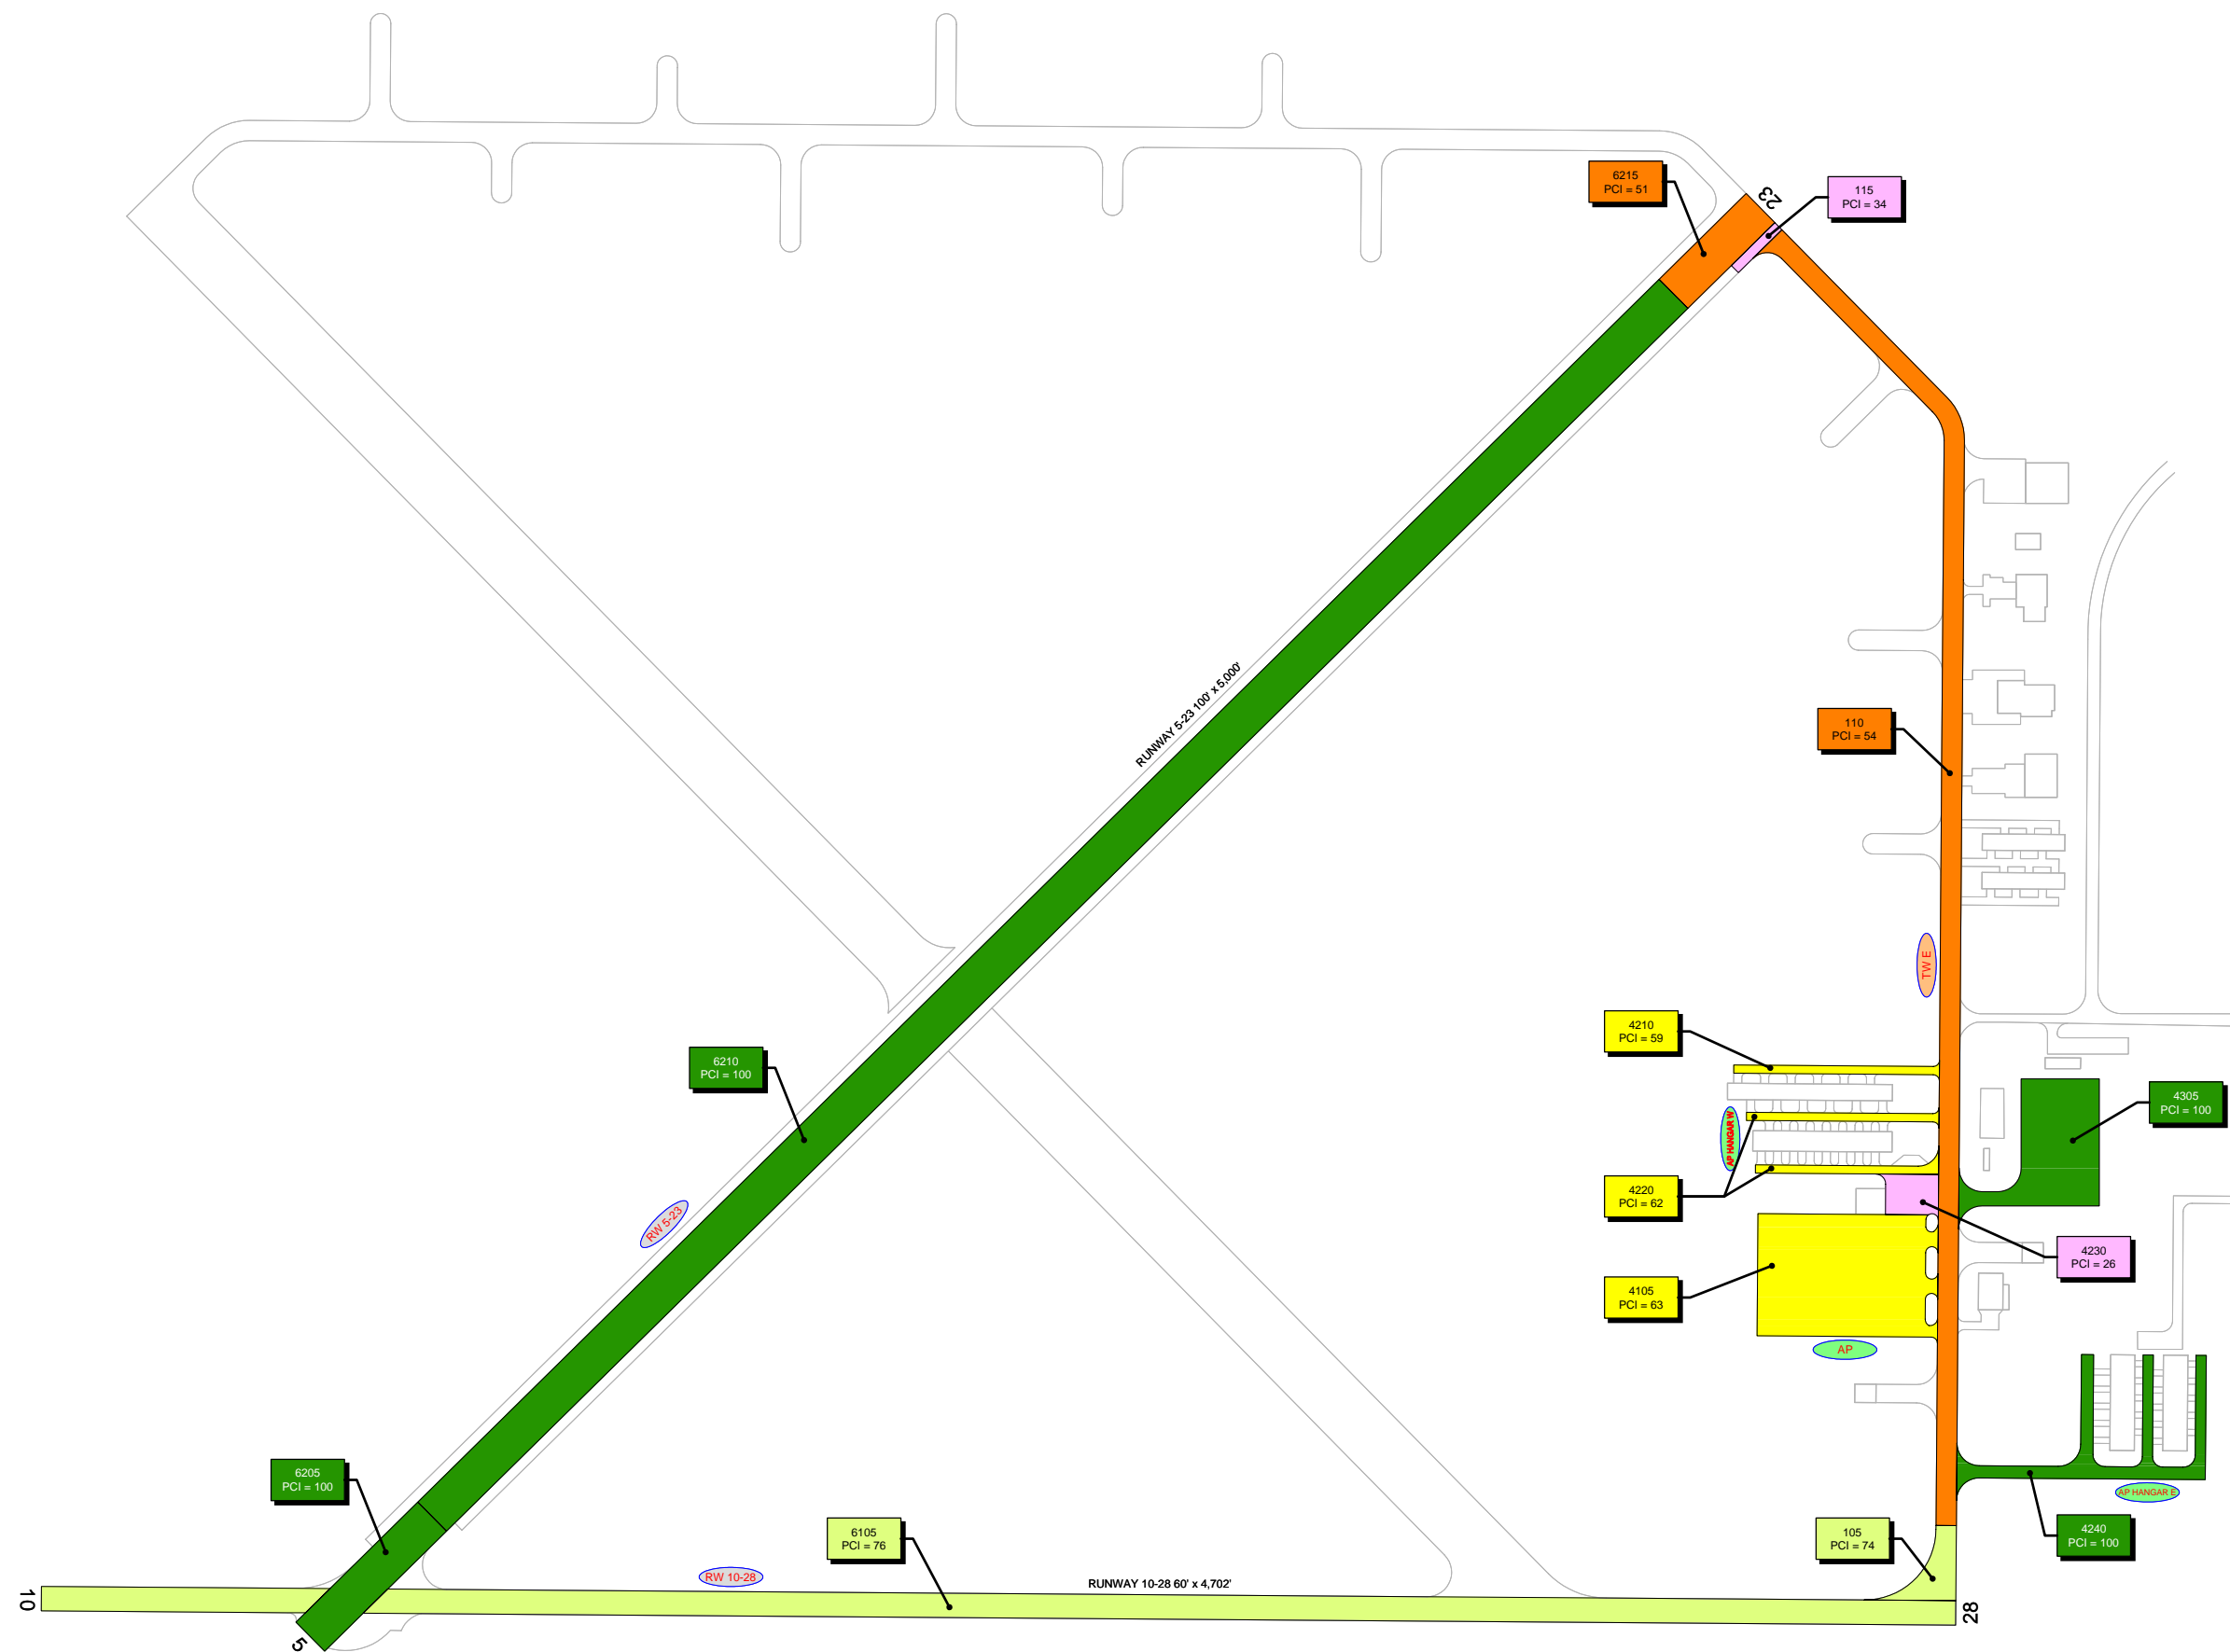 6215
PCI = 51
23
115
PCI = 34
RUNWAY 5-23 100' x 5,000'
110
PCI = 54
TW E
4210
PCI = 59
6210
PCI = 100
4305
PCI = 100
AP HANGAR W
4220
PCI = 62
RW 5-23
4230
PCI = 26
4105
PCI = 63
AP
6205
PCI = 100
AP HANGAR E
6105
PCI = 76
105
PCI = 74
4240
PCI = 100
RW 10-28
RUNWAY 10-28 60' x 4,702'
10
28
5